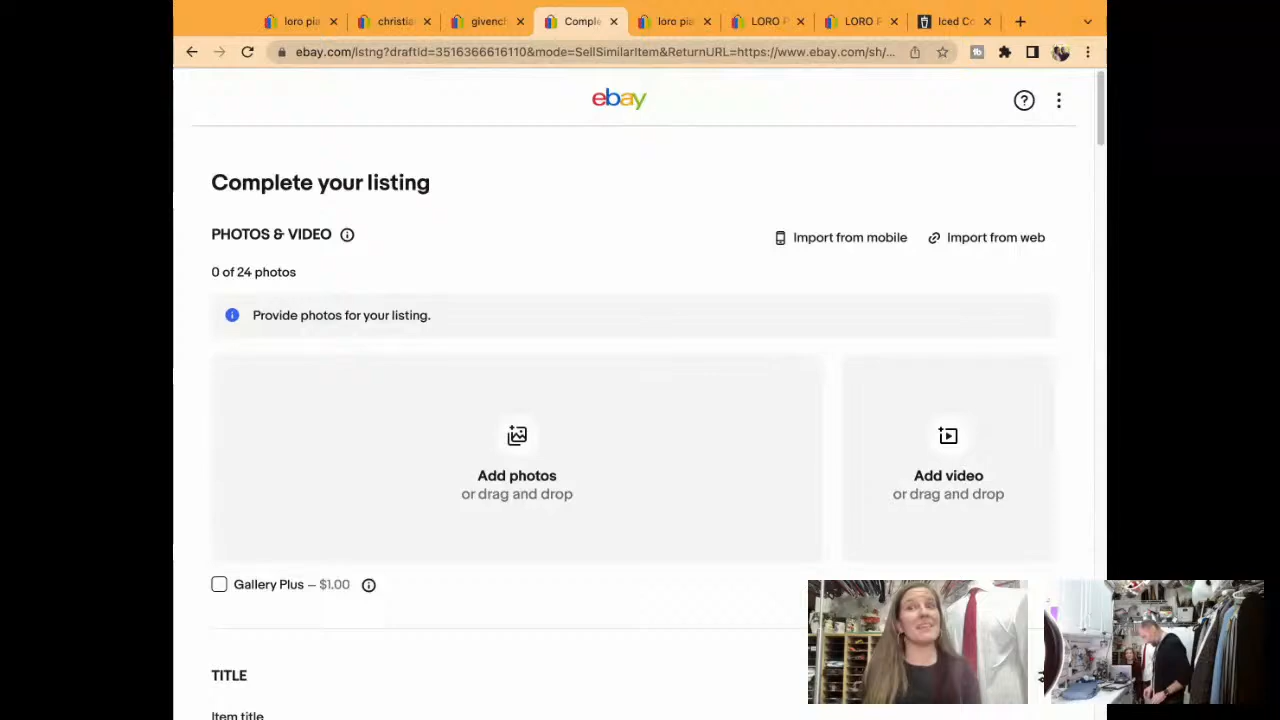 loro pia
christia
givench
Comple
loro pia
LORO P
LORO P
Iced Co
ebay.com/lstng?draftId=3516366616110&mode=SellSimilarItem&ReturnURL=https://www.ebay.com/sh/...
ebay
Complete your listing
PHOTOS & VIDEO
Import from mobile
Import from web
0 of 24 photos
Provide photos for your listing.
Add photos
or drag and drop
Add video
or drag and drop
Gallery Plus – $1.00
TITLE
Item title